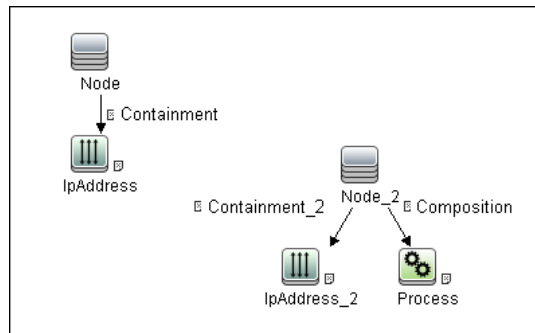 Node
Containment
IpAddress
Node_2
Containment_2
Composition
IpAddress_2
Process